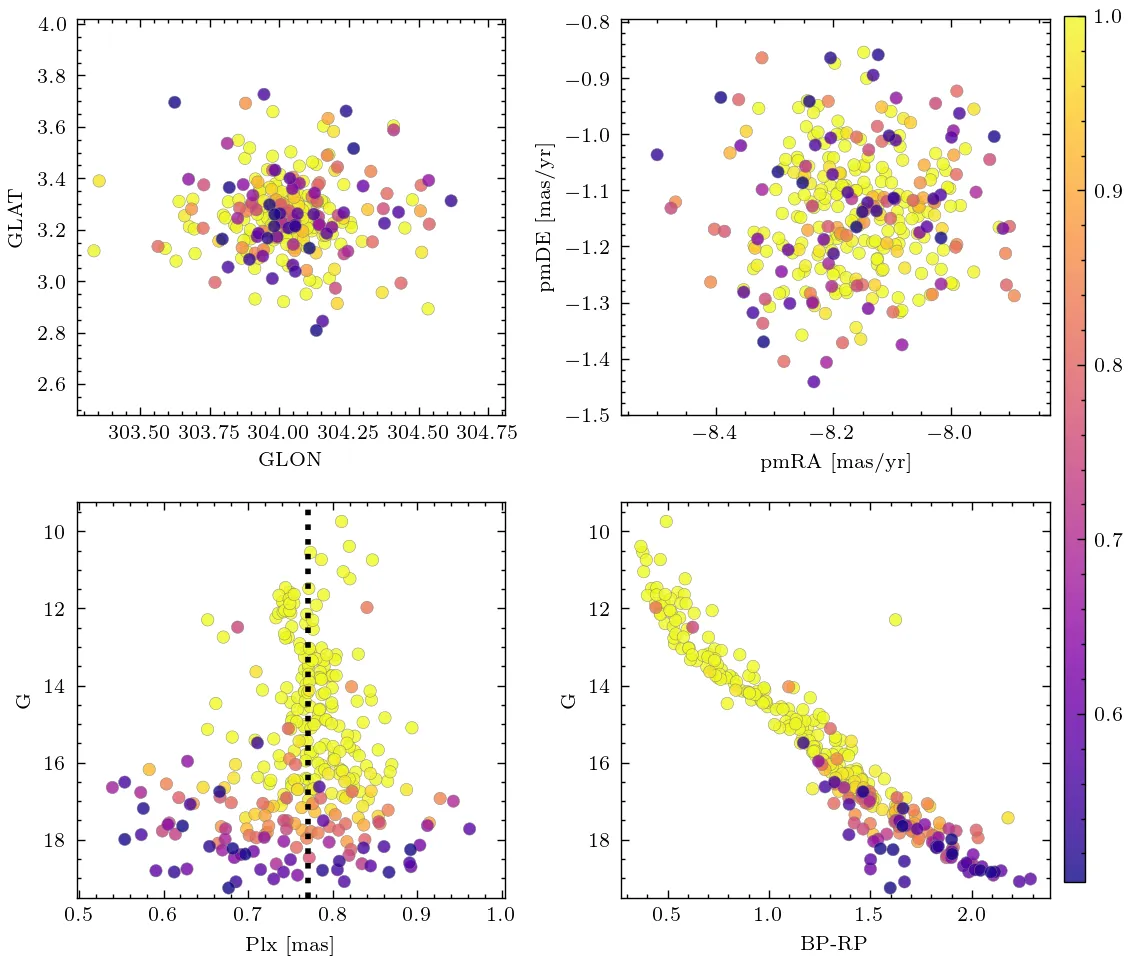 4.0
3.8
3.6
3.4
3.2
3.0
2.8
2.6
GLAT
303.50 303.75 304.00 304.25 304.50 304.75
GLON
−0.8
−0.9
−1.0
−1.1
−1.2
−1.3
−1.4
−1.5
pmDE [mas/yr]
−8.4 −8.2 −8.0
pmRA [mas/yr]
1.0
0.9
0.8
0.7
0.6
10
12
14
16
18
G
0.5 0.6 0.7 0.8 0.9 1.0
Plx [mas]
10
12
14
16
18
G
0.5 1.0 1.5 2.0
BP-RP